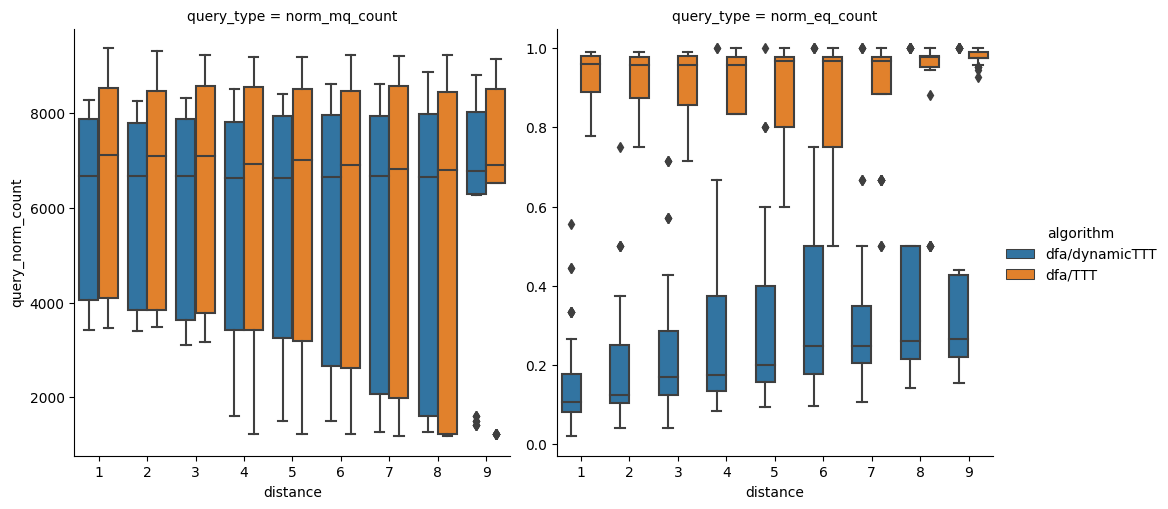 query_type = norm_mq_count
query_norm_count
8000
6000
4000
2000
1 2 3 4 5 6 7 8 9
distance
query_type = norm_eq_count
1.0
0.8
0.6
0.4
0.2
0.0
1 2 3 4 5 6 7 8 9
distance
algorithm
dfa/dynamicTTT
dfa/TTT